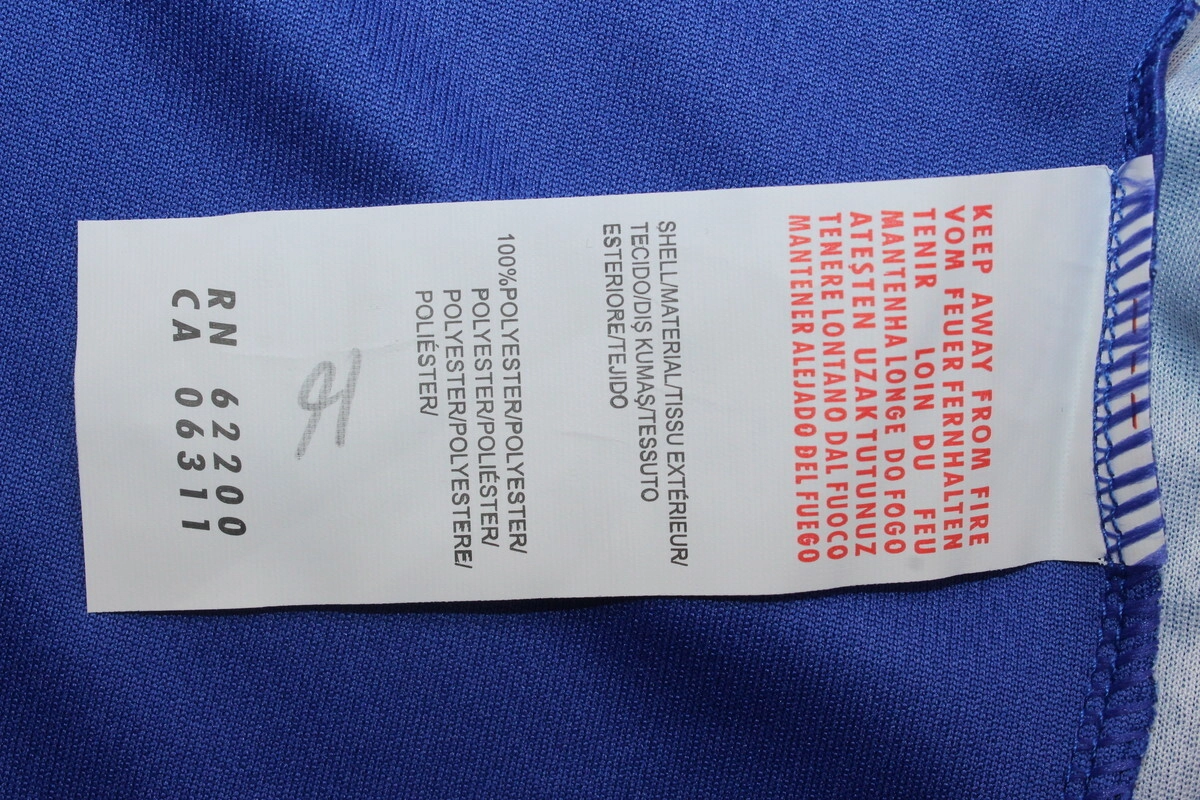 KEEP AWAY FROM FIRE
VOM FEUER FERNHALTEN
TENIR LOIN DU FEU
MANTENHA LONGE DO FOGO
ATEŞTEN UZAK TUTUNUZ
TENERE LONTANO DAL FUOCO
MANTENER ALEJADO DEL FUEGO
SHELL/MATERIAL/TISSU EXTÉRIEUR/
TECIDO/DIŞ KUMAŞ/TESSUTO
ESTERIORE/TEJIDO
100%POLYESTER/POLYESTER/
POLYESTER/POLIÉSTER/
POLYESTER/POLYESTERE/
POLIÉSTER/
RN 62200
CA 06311